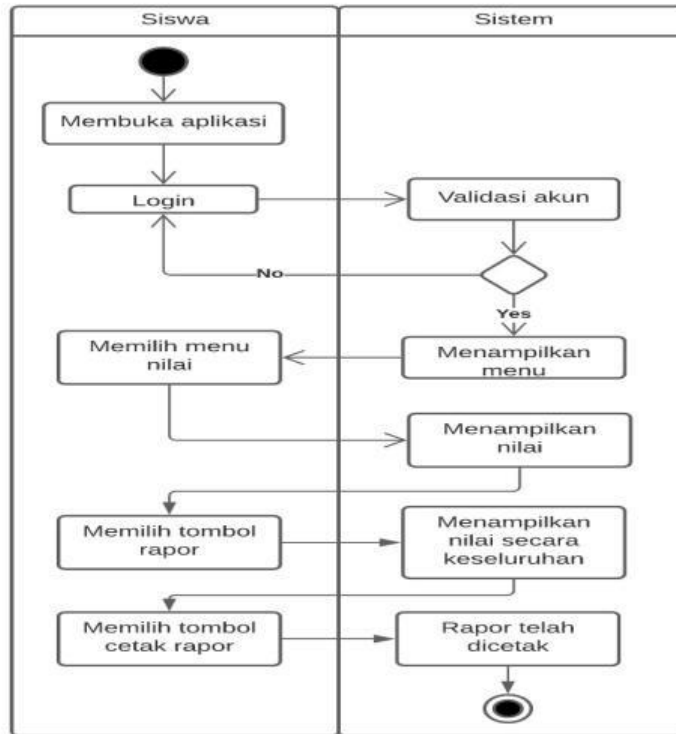 Siswa
Sistem
Membuka aplikasi
Login
Validasi akun
No
Yes
Memilih menu
nilai
Menampilkan
menu
Menampilkan
nilai
Memilih tombol
rapor
Menampilkan
nilai secara
keseluruhan
Memilih tombol
cetak rapor
Rapor telah
dicetak